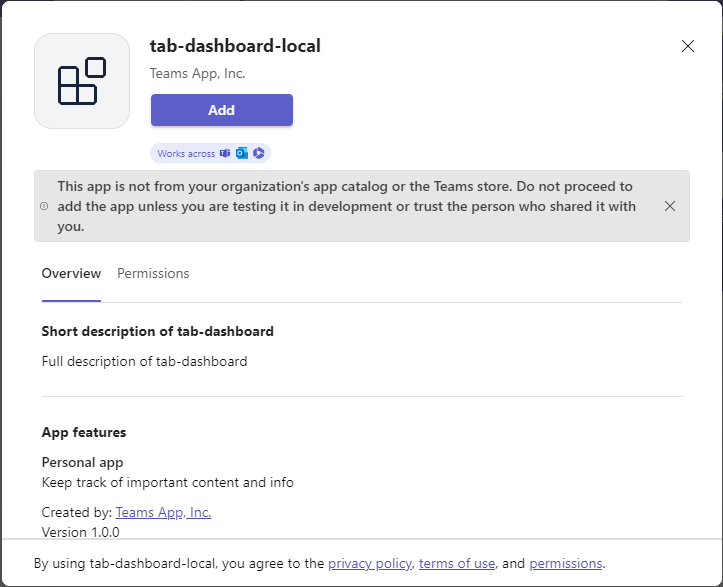 tab-dashboard-local
Teams App, Inc.
Add
Works across
This app is not from your organization's app catalog or the Teams store. Do not proceed to
add the app unless you are testing it in development or trust the person who shared it with
you.
Overview Permissions
Short description of tab-dashboard
Full description of tab-dashboard
App features
Personal app
Keep track of important content and info
Created by: Teams App, Inc.
Version 1.0.0
By using tab-dashboard-local, you agree to the privacy policy, terms of use, and permissions.